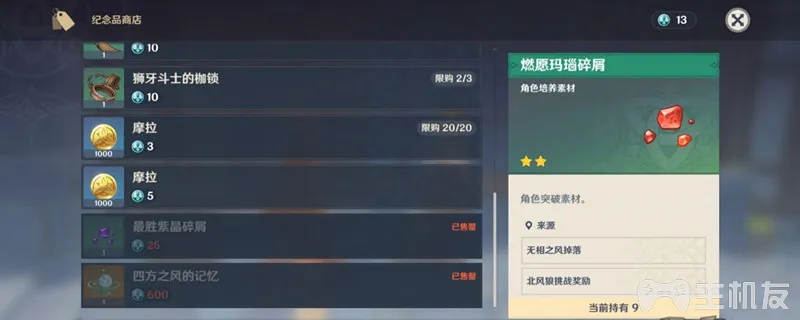 纪念品商店
13
10
狮牙斗士的枷锁
限购 2/3
1
10
摩拉
限购 20/20
1000
3
摩拉
1000
5
最胜紫晶碎屑
已售罄
1
25
四方之风的记忆
已售罄
1
600
燃愿玛瑙碎屑
角色培养素材
角色突破素材。
来源
无相之风掉落
北风狼挑战奖励
当前持有 9
主机友